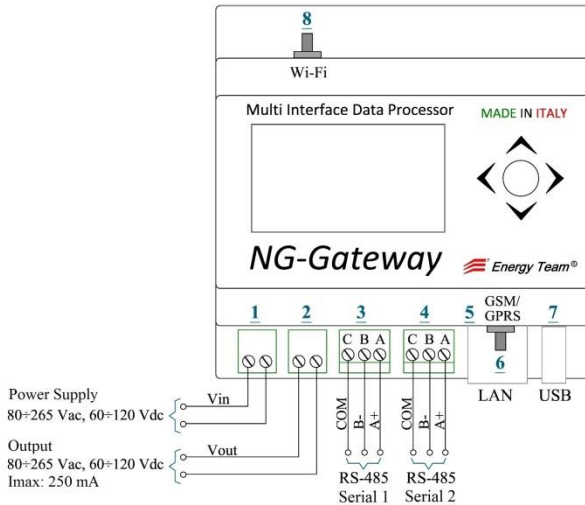 8
Wi-Fi
Multi Interface Data Processor
MADE IN ITALY
NG-Gateway
Energy Team®
1
2
3
4
5
GSM/
GPRS
7
C B A
C B A
6
LAN
USB
Power Supply
80÷265 Vac, 60÷120 Vdc
Vin
Output
80÷265 Vac, 60÷120 Vdc
Imax: 250 mA
Vout
COM
B-
A+
COM
B-
A+
RS-485
Serial 1
RS-485
Serial 2